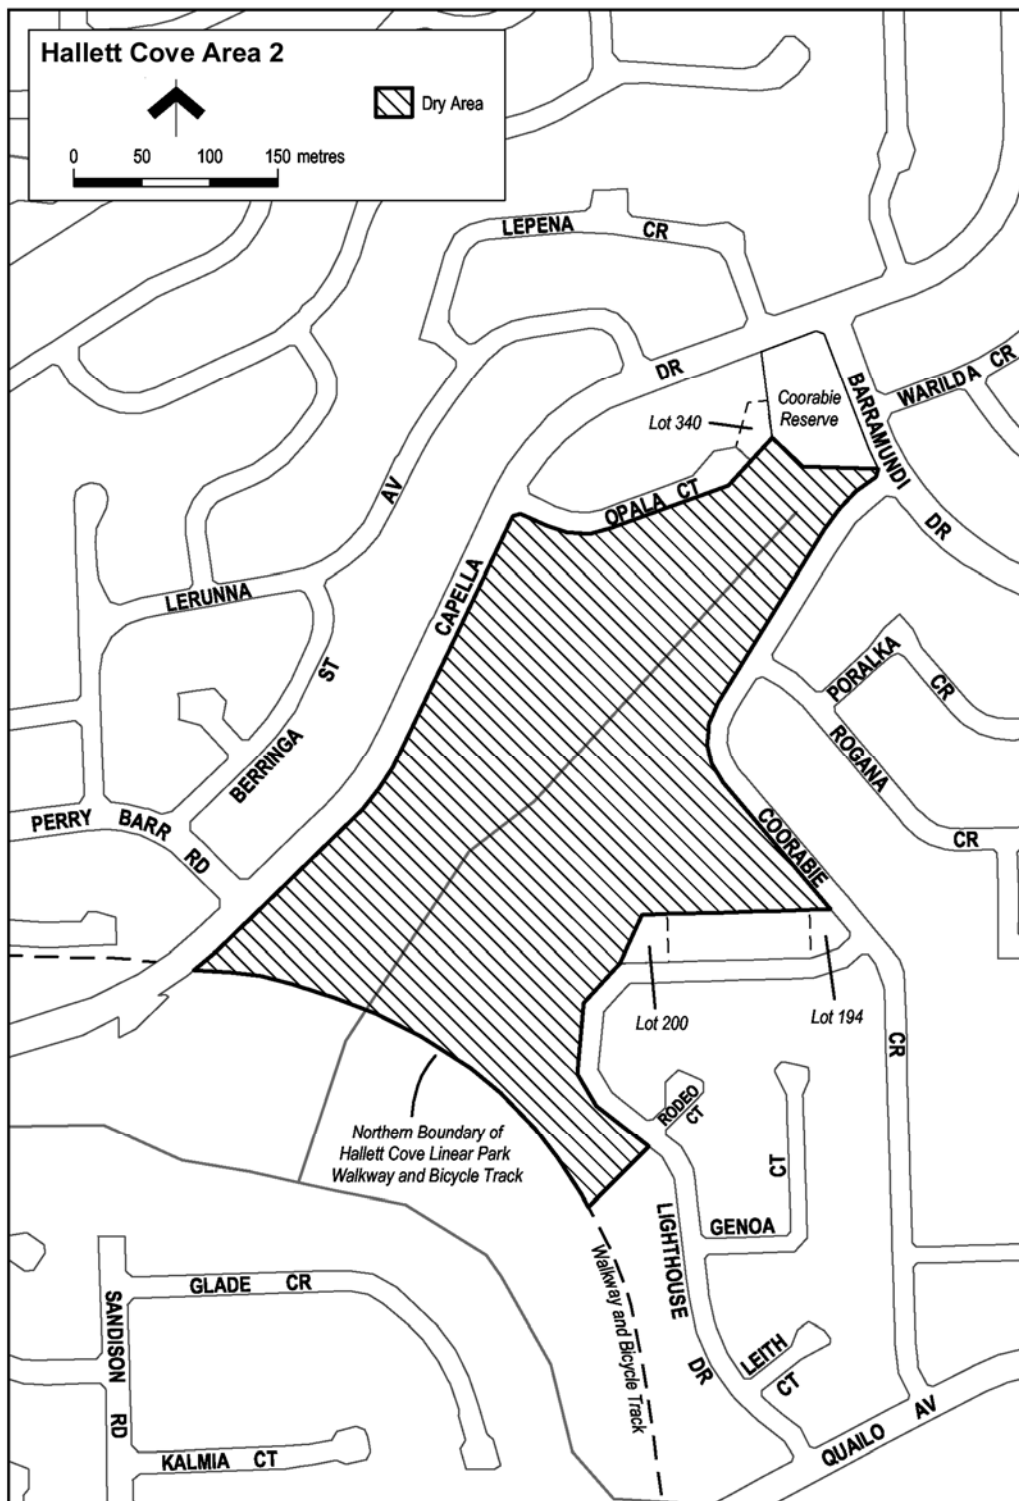 Hallett Cove Area 2
Dry Area
0 50 100 150 metres
LEPENA CR
DR
BARRAMUNDI
DR
WARILDA CR
Coorabie
Reserve
Lot 340
AV
OPALA CT
CAPELLA
LERUNNA
ST
BERRINGA
PERRY BARR RD
PORALKA
CR
ROGANA
CR
COORABIE
CR
Lot 200
Lot 194
RODEO
CT
Northern Boundary of
Hallett Cove Linear Park
Walkway and Bicycle Track
CT
GENOA
LIGHTHOUSE
DR
Walkway and Bicycle Track
GLADE CR
SANDISON
RD
LEITH
CT
QUAILO AV
KALMIA CT